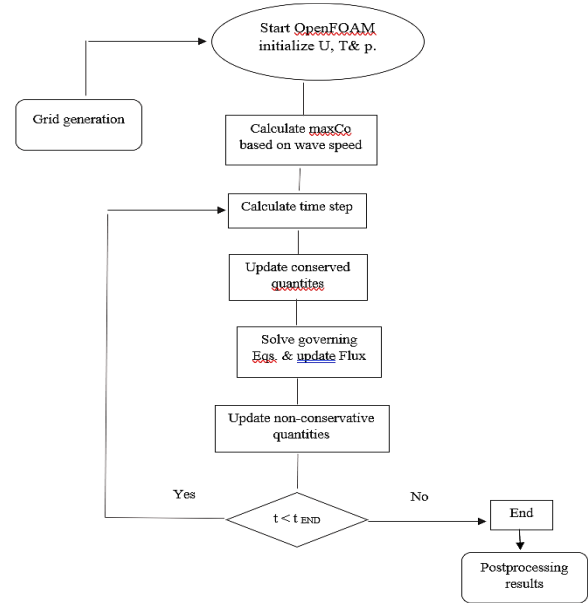 Start OpenFOAM
initialize U, T& p.
Grid generation
Calculate maxCo
based on wave speed
Calculate time step
Update conserved
quantites
Solve governing
Eqs. & update Flux
Update non-conservative
quantities
Yes
t < t END
No
End
Postprocessing
results